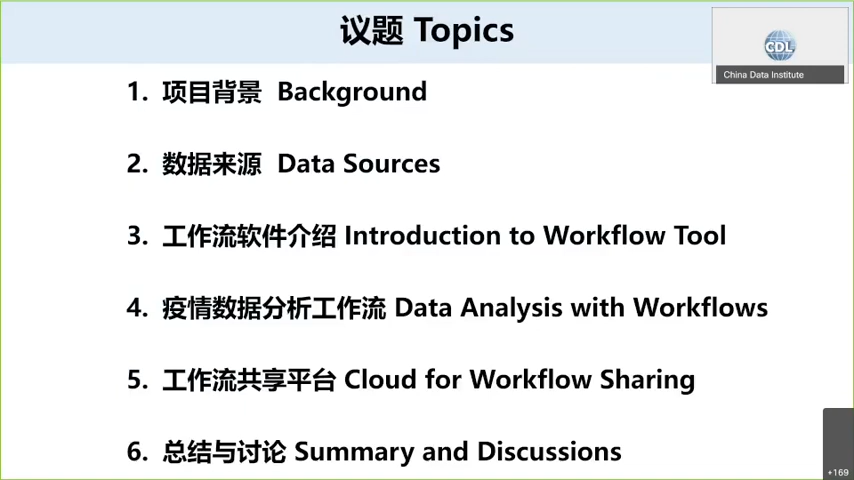 议题 Topics
CDL
China Data Institute
1. 项目背景 Background
2. 数据来源 Data Sources
3. 工作流软件介绍 Introduction to Workflow Tool
4. 疫情数据分析工作流 Data Analysis with Workflows
5. 工作流共享平台 Cloud for Workflow Sharing
6. 总结与讨论 Summary and Discussions
+169